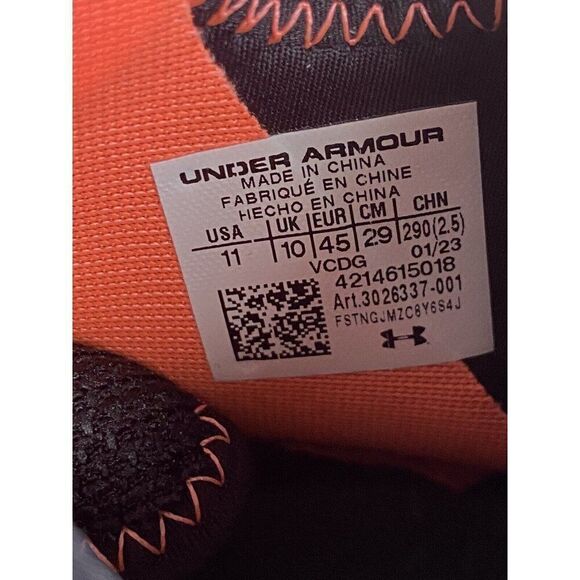 UNDER ARMOUR
MADE IN CHINA
FABRIQUÉ EN CHINE
HECHO EN CHINA
USA UK EUR CM CHN
11 10 45 29 290(2.5)
VCDG 01/23
4214615018
Art.3026337-001
FSTNGJMZC8Y6S4J